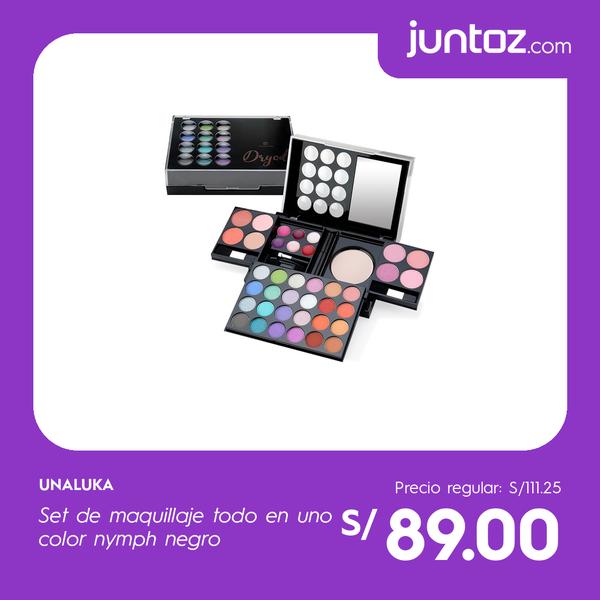 juntoz.com
UNALUKA
Set de maquillaje todo en uno
color nymph negro
Precio regular: S/111.25
S/89.00